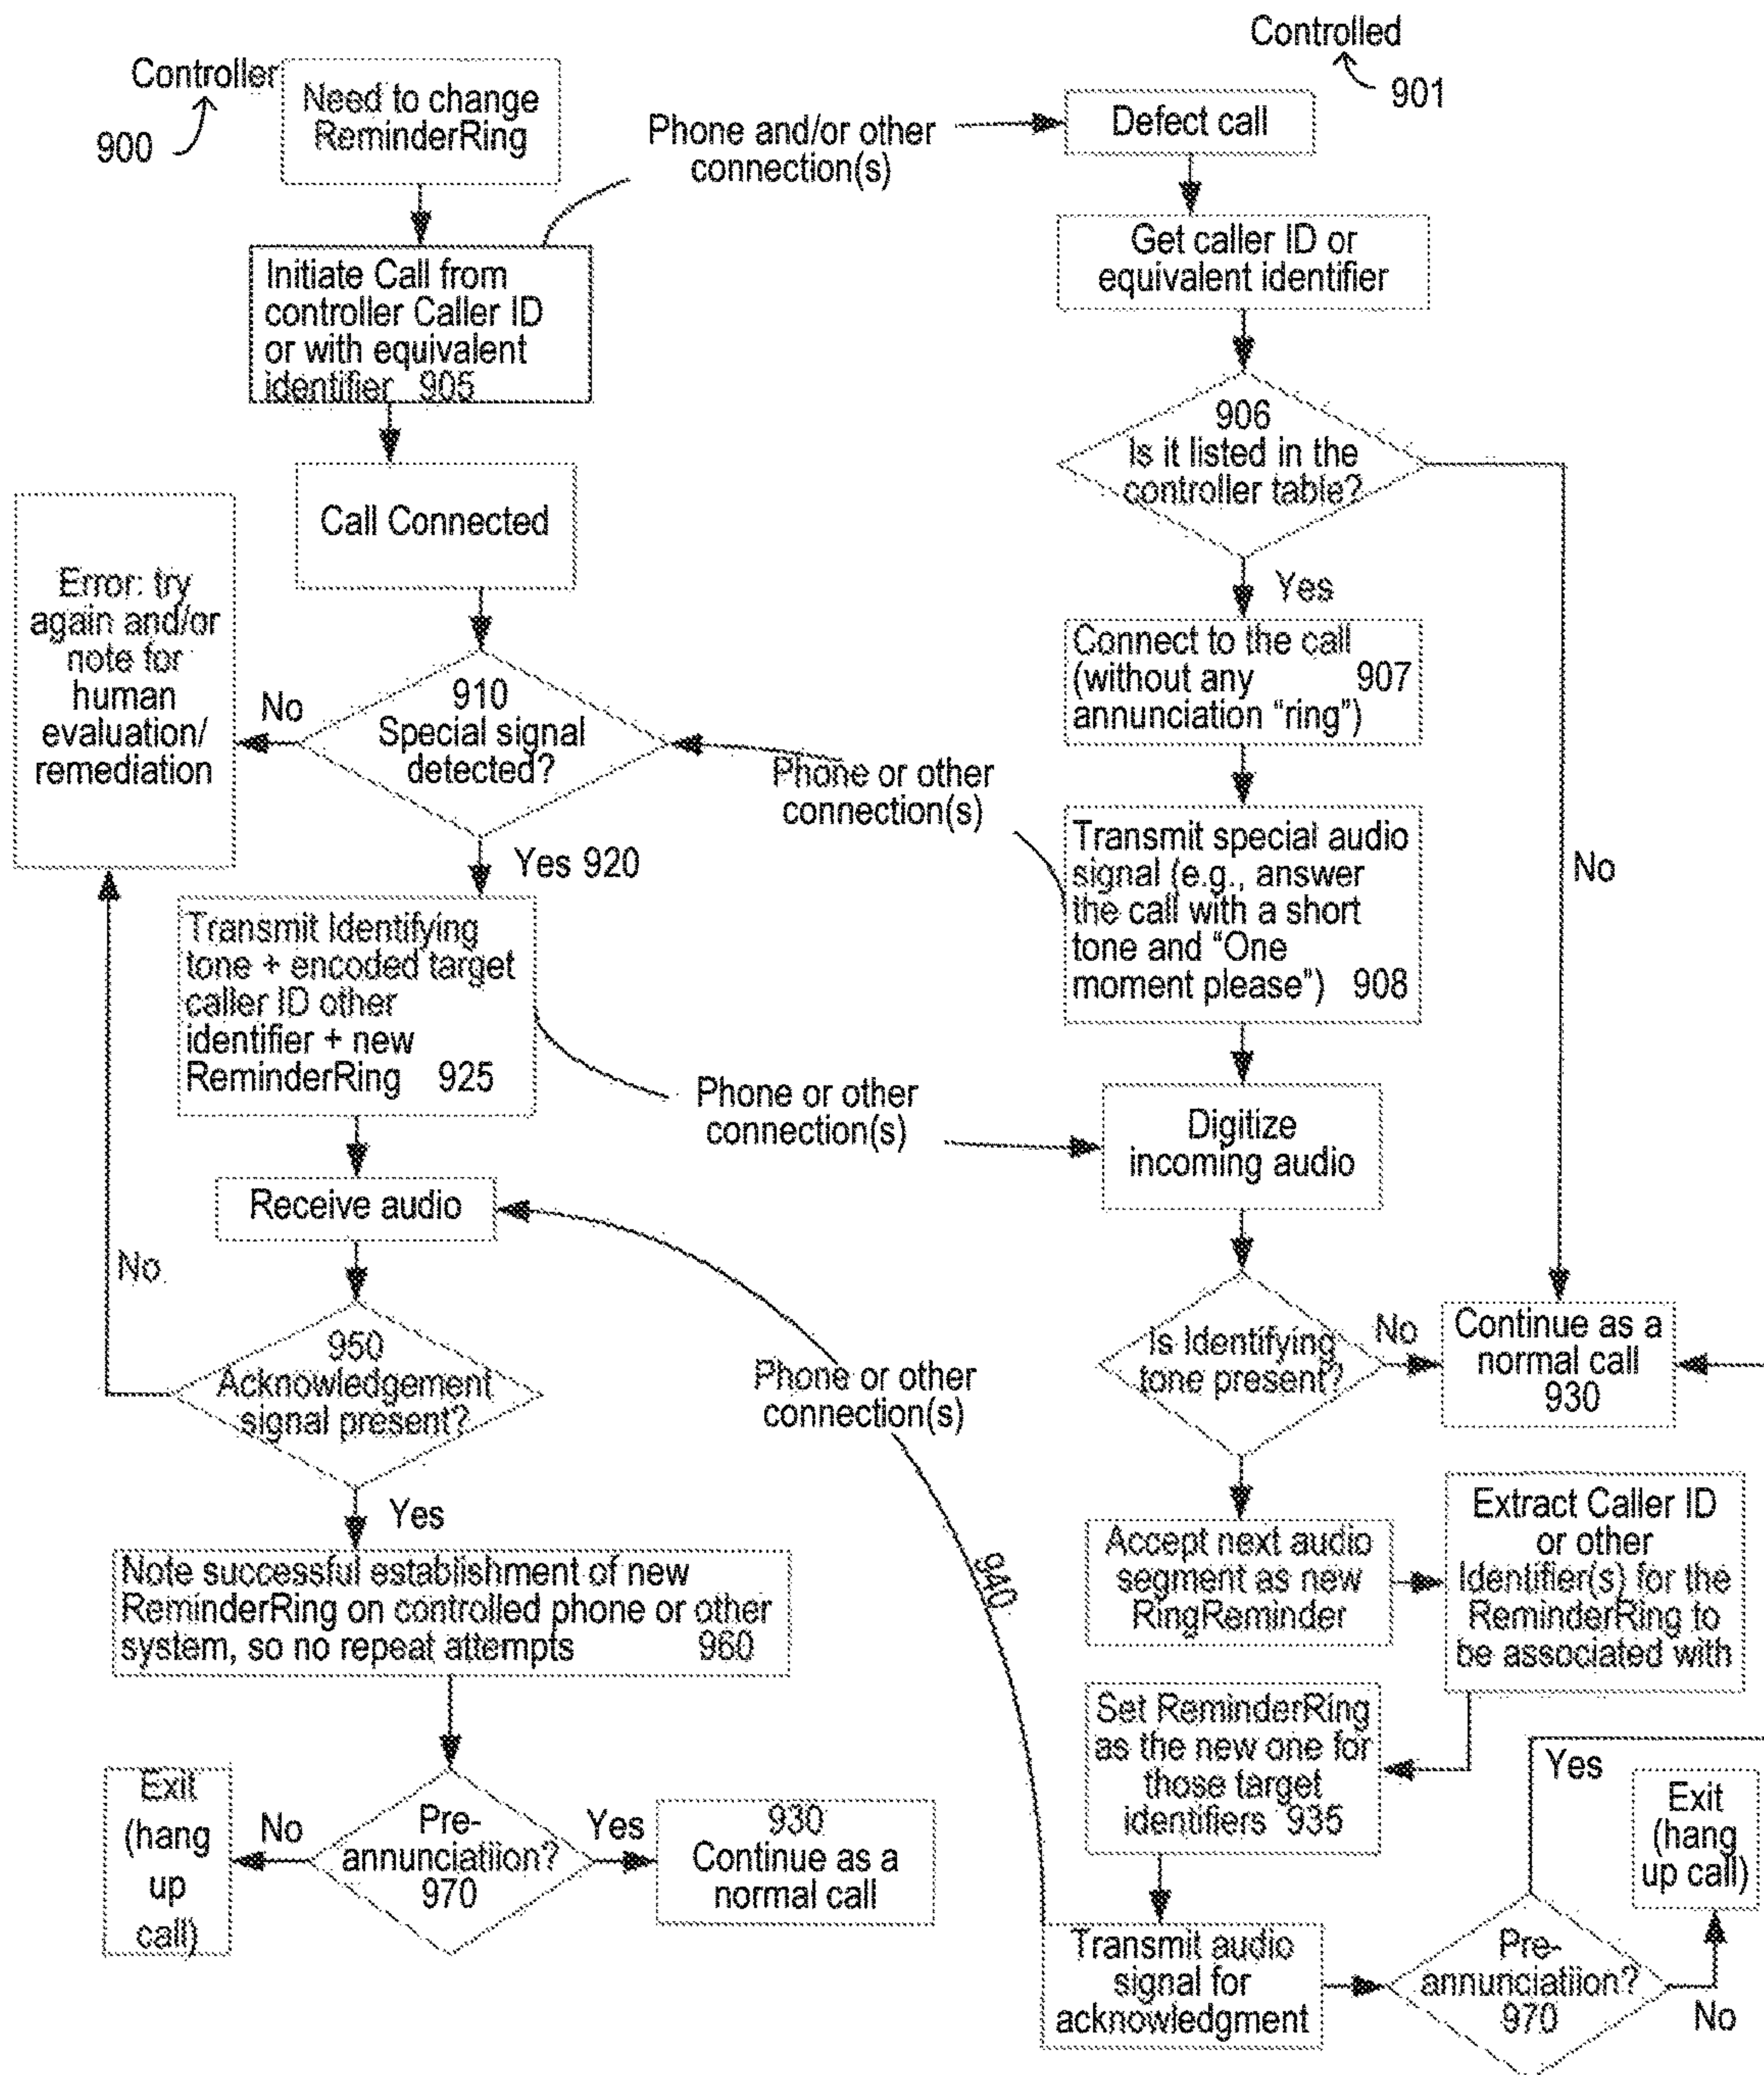 Controller
900
Need to change
ReminderRing
Phone and/or other
connection(s)
Controlled
901
Defect call
Initiate Call from
controller Caller ID
or with equivalent
identifier 905
Get caller ID or
equivalent identifier
Call Connected
906
Is it listed in the
controller table?
Error: try
again and/or
note for
human
evaluation/
remediation
No
910
Special signal
detected?
Yes
Connect to the call
(without any 907
annunciation "ring")
Phone or other
connection(s)
Yes 920
Transmit special audio
signal (e.g., answer
the call with a short
tone and "One
moment please") 908
No
Transmit Identifying
tone + encoded target
caller ID other
identifier + new
ReminderRing 925
Phone or other
connection(s)
Digitize
incoming audio
Receive audio
No
950
Acknowledgement
signal present?
Phone or other
connection(s)
Is Identifying
tone present?
No
Continue as a
normal call
930
Yes
Note successful establishment of new
ReminderRing on controlled phone or other
system, so no repeat attempts 960
940
Accept next audio
segment as new
RingReminder
Extract Caller ID
or other
Identifier(s) for the
ReminderRing to
be associated with
Set ReminderRing
as the new one for
those target
identifiers 935
Exit
(hang
up
call)
No
Pre-
annunciatiion?
970
Yes
930
Continue as a
normal call
Transmit audio
signal for
acknowledgment
Pre-
annunciatiion?
970
Yes
Exit
(hang
up call)
No